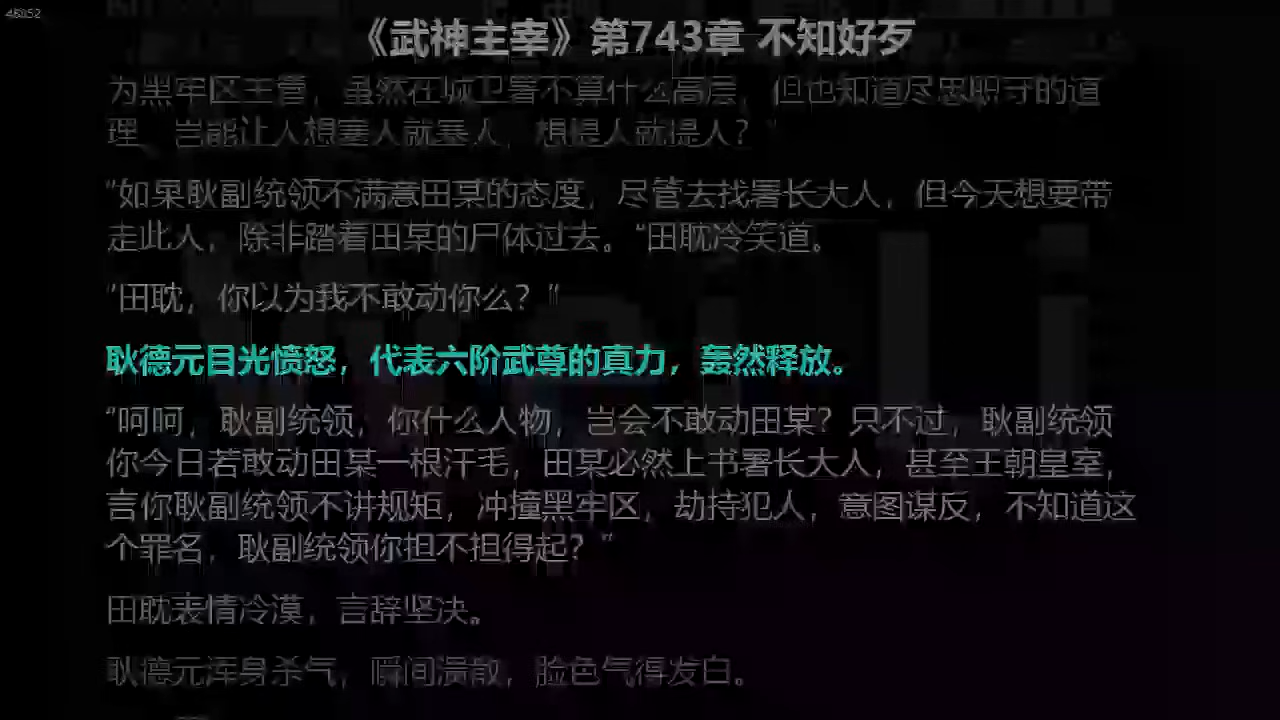 《武神主宰》第743章 不知好歹
为黑牢区主管，虽然在城卫署不算什么高层，但也知道尽忠职守的道
理，岂能让人想塞人就塞人，想提人就提人？"
"如果耿副统领不满意田某的态度，尽管去找署长大人，但今天想要带
走此人，除非踏着田某的尸体过去。"田耽冷笑道。
"田耽，你以为我不敢动你么？"
耿德元目光愤怒，代表六阶武尊的真力，轰然释放。
"呵呵，耿副统领，你什么人物，岂会不敢动田某？只不过，耿副统领
你今日若敢动田某一根汗毛，田某必然上书署长大人，甚至王朝皇室，
言你耿副统领不讲规矩，冲撞黑牢区，劫持犯人，意图谋反，不知道这
个罪名，耿副统领你担不担得起？"
田耽表情冷漠，言辞坚决。
耿德元浑身杀气，瞬间溃散，脸色气得发白。